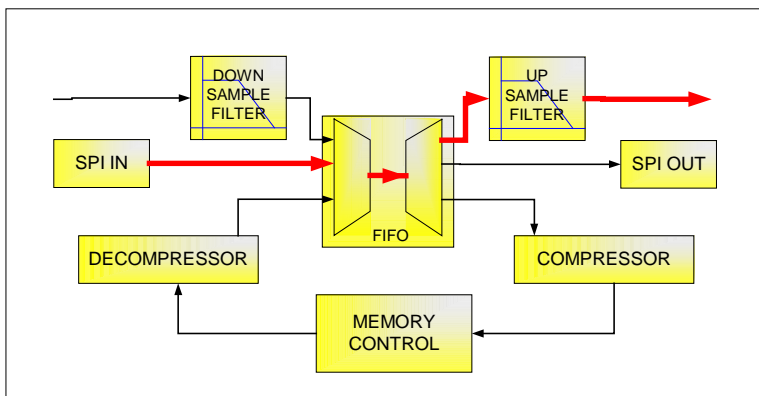 DOWN
SAMPLE
FILTER
UP
SAMPLE
FILTER
SPI IN
SPI OUT
FIFO
DECOMPRESSOR
COMPRESSOR
MEMORY
CONTROL